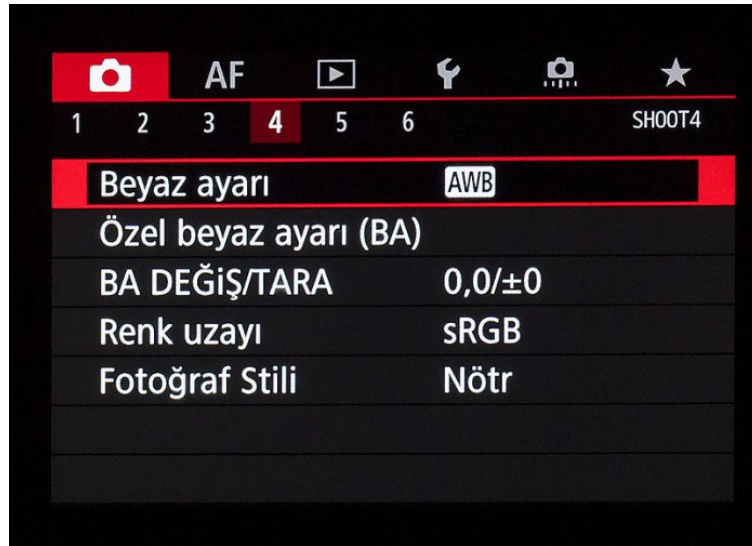 AF
1 2 3 4 5 6 SHOOT4
Beyaz ayarı AWB
Özel beyaz ayarı (BA)
BA DEĞİŞ/TARA 0,0/±0
Renk uzayı sRGB
Fotoğraf Stili Nötr